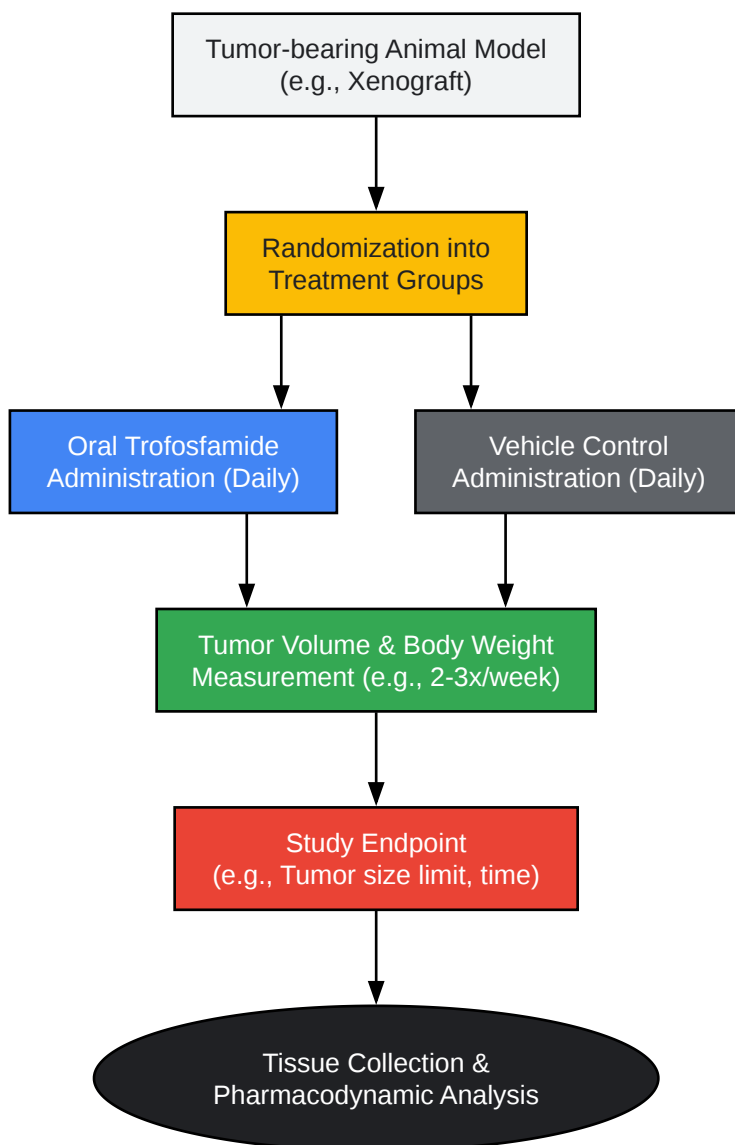 Tumor-bearing Animal Model
(e.g., Xenograft)
Randomization into
Treatment Groups
Oral Trofosfamide
Administration (Daily)
Vehicle Control
Administration (Daily)
Tumor Volume & Body Weight
Measurement (e.g., 2-3x/week)
Study Endpoint
(e.g., Tumor size limit, time)
Tissue Collection &
Pharmacodynamic Analysis